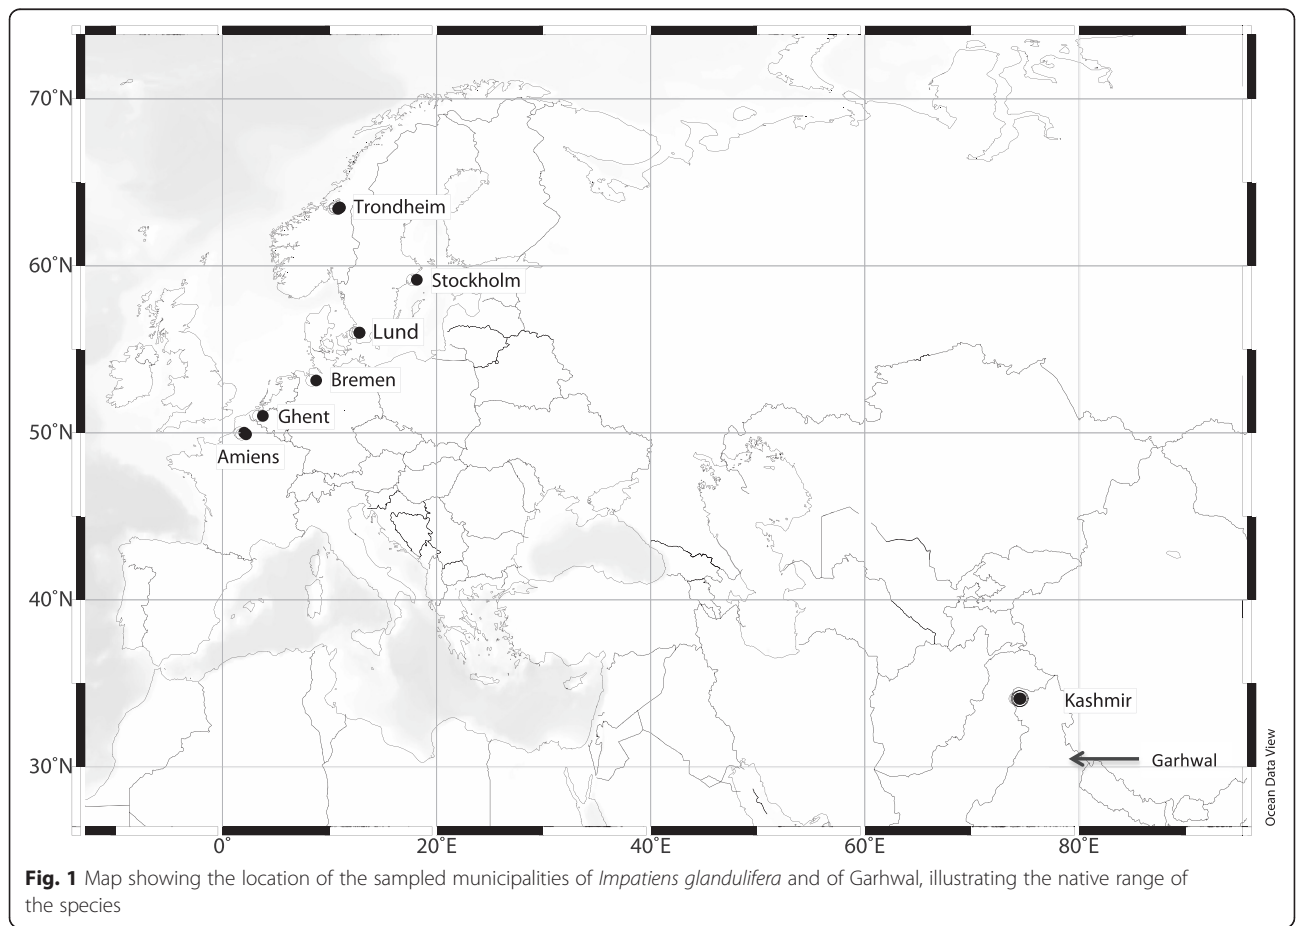 70°N
Trondheim
60°N
Stockholm
Lund
Bremen
Ghent
50°N
Amiens
40°N
Kashmir
30°N
Garhwal
Ocean Data View
0°
20°E
40°E
60°E
80°E
Fig. 1 Map showing the location of the sampled municipalities of Impatiens glandulifera and of Garhwal, illustrating the native range of
the species